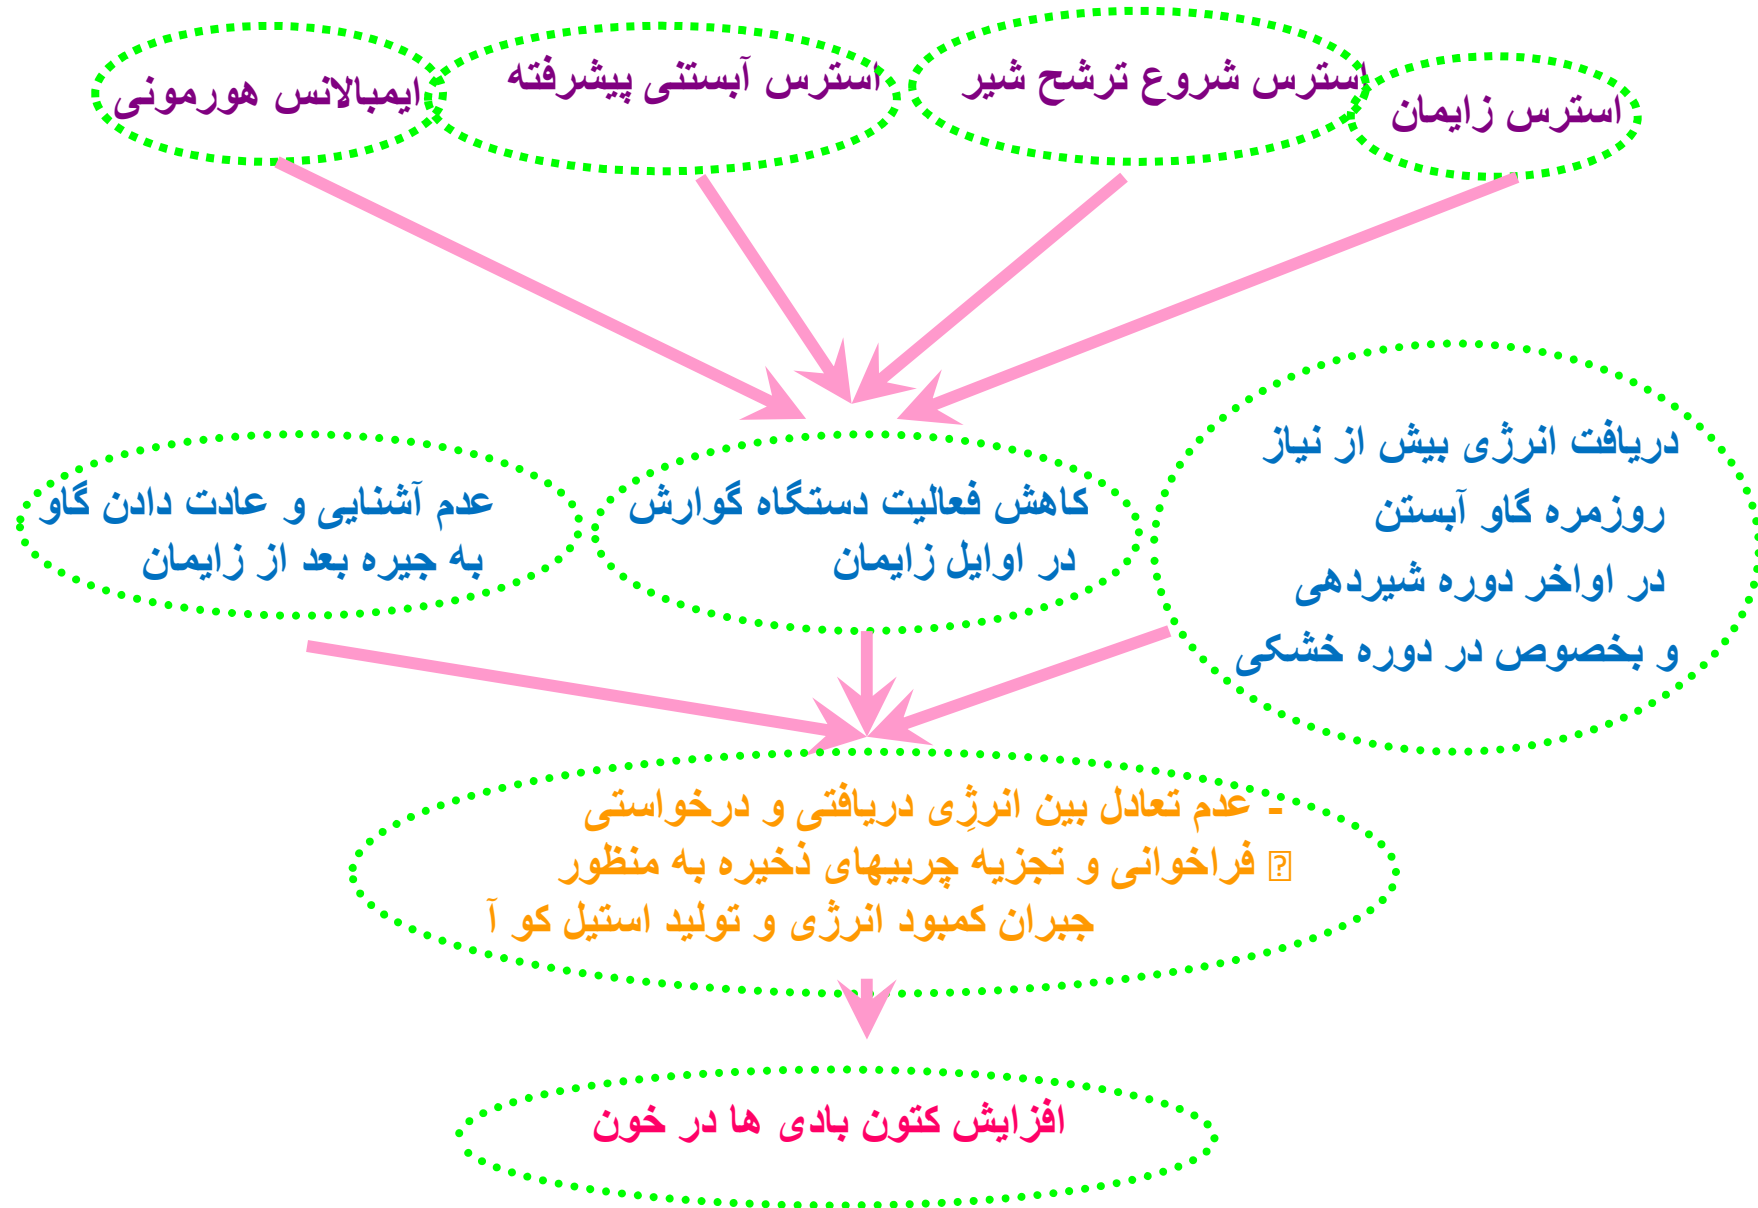 استرس زایمان
استرس شروع ترشح شیر
استرس آبستنی پیشرفته
ایمبالانس هورمونی
دریافت انرژی بیش از نیاز
روزمره گاو آبستن
در اواخر دوره شیردهی
و بخصوص در دوره خشکی
کاهش فعالیت دستگاه گوارش
در اوایل زایمان
عدم آشنایی و عادت دادن گاو
به جیره بعد از زایمان
- عدم تعادل بین انرژِی دریافتی و درخواستی
فراخوانی و تجزیه چربیهای ذخیره به منظور
جبران کمبود انرژی و تولید استیل کو آ
افزایش کتون بادی ها در خون